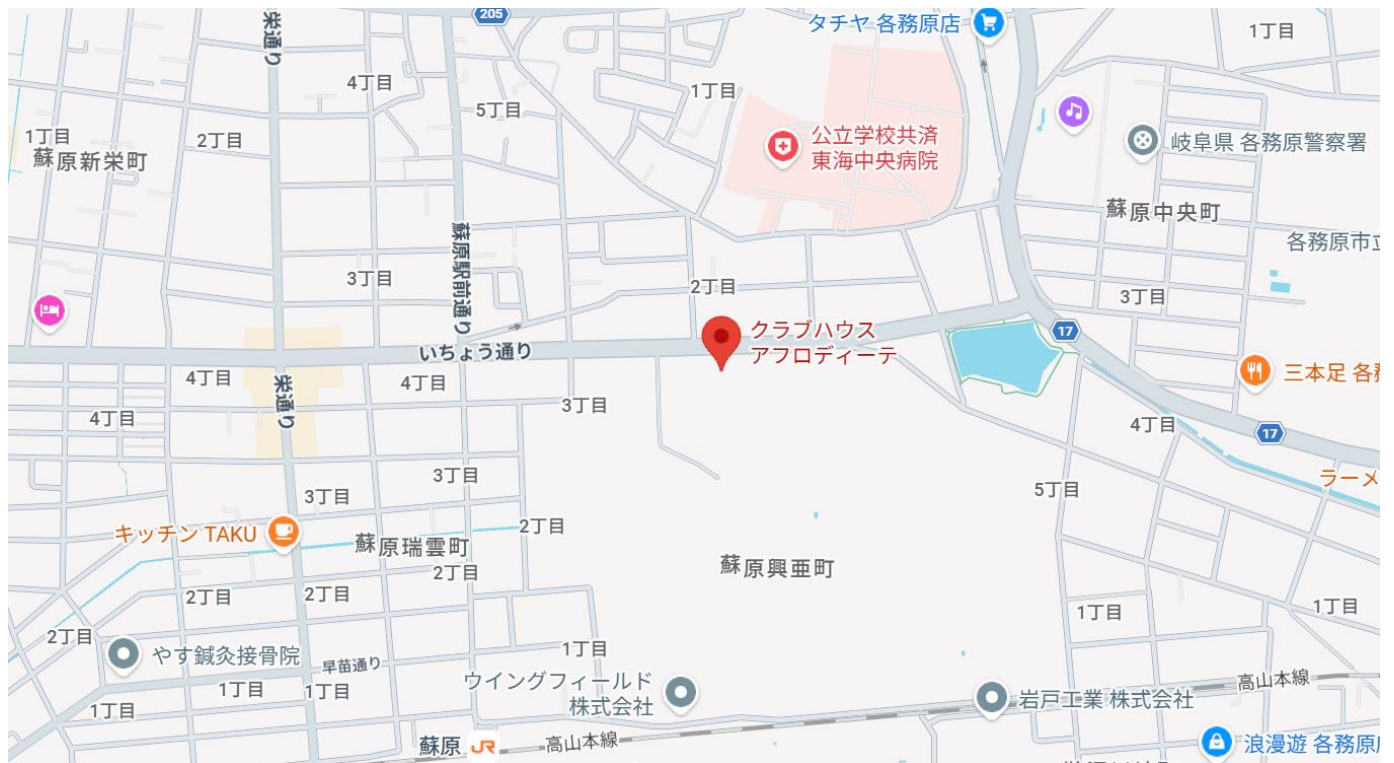 205
栄通り
タチヤ 各務原店
1丁目
4丁目
1丁目
5丁目
1丁目
2丁目
蘇原新栄町
公立学校共済
東海中央病院
岐阜県 各務原警察署
蘇原中央町
蘇原駅前通り
各務原市立
3丁目
2丁目
3丁目
クラブハウス
アフロディーテ
17
いちょう通り
4丁目
4丁目
栄通り
三本足 各務
4丁目
3丁目
4丁目
17
3丁目
ラーメ
5丁目
3丁目
キッチン TAKU
2丁目
蘇原瑞雲町
2丁目
蘇原興亜町
2丁目
2丁目
1丁目
1丁目
2丁目
やす鍼灸接骨院
早苗通り
1丁目
1丁目
1丁目
1丁目
ウイングフィールド
株式会社
岩戸工業 株式会社
高山本線
蘇原 JR
高山本線
浪漫遊 各務原店